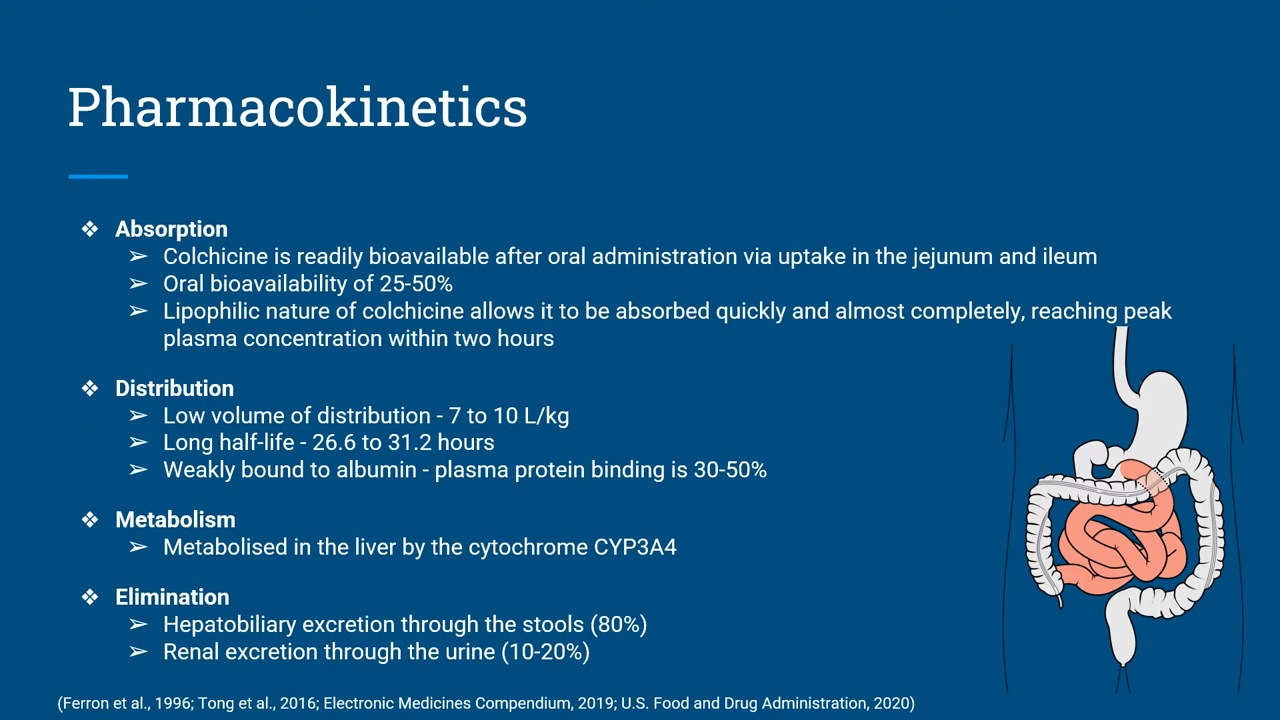 Pharmacokinetics
❖ Absorption
➢ Colchicine is readily bioavailable after oral administration via uptake in the jejunum and ileum
➢ Oral bioavailability of 25-50%
➢ Lipophilic nature of colchicine allows it to be absorbed quickly and almost completely, reaching peak
plasma concentration within two hours
❖ Distribution
➢ Low volume of distribution - 7 to 10 L/kg
➢ Long half-life - 26.6 to 31.2 hours
➢ Weakly bound to albumin - plasma protein binding is 30-50%
❖ Metabolism
➢ Metabolised in the liver by the cytochrome CYP3A4
❖ Elimination
➢ Hepatobiliary excretion through the stools (80%)
➢ Renal excretion through the urine (10-20%)
(Ferron et al., 1996; Tong et al., 2016; Electronic Medicines Compendium, 2019; U.S. Food and Drug Administration, 2020)